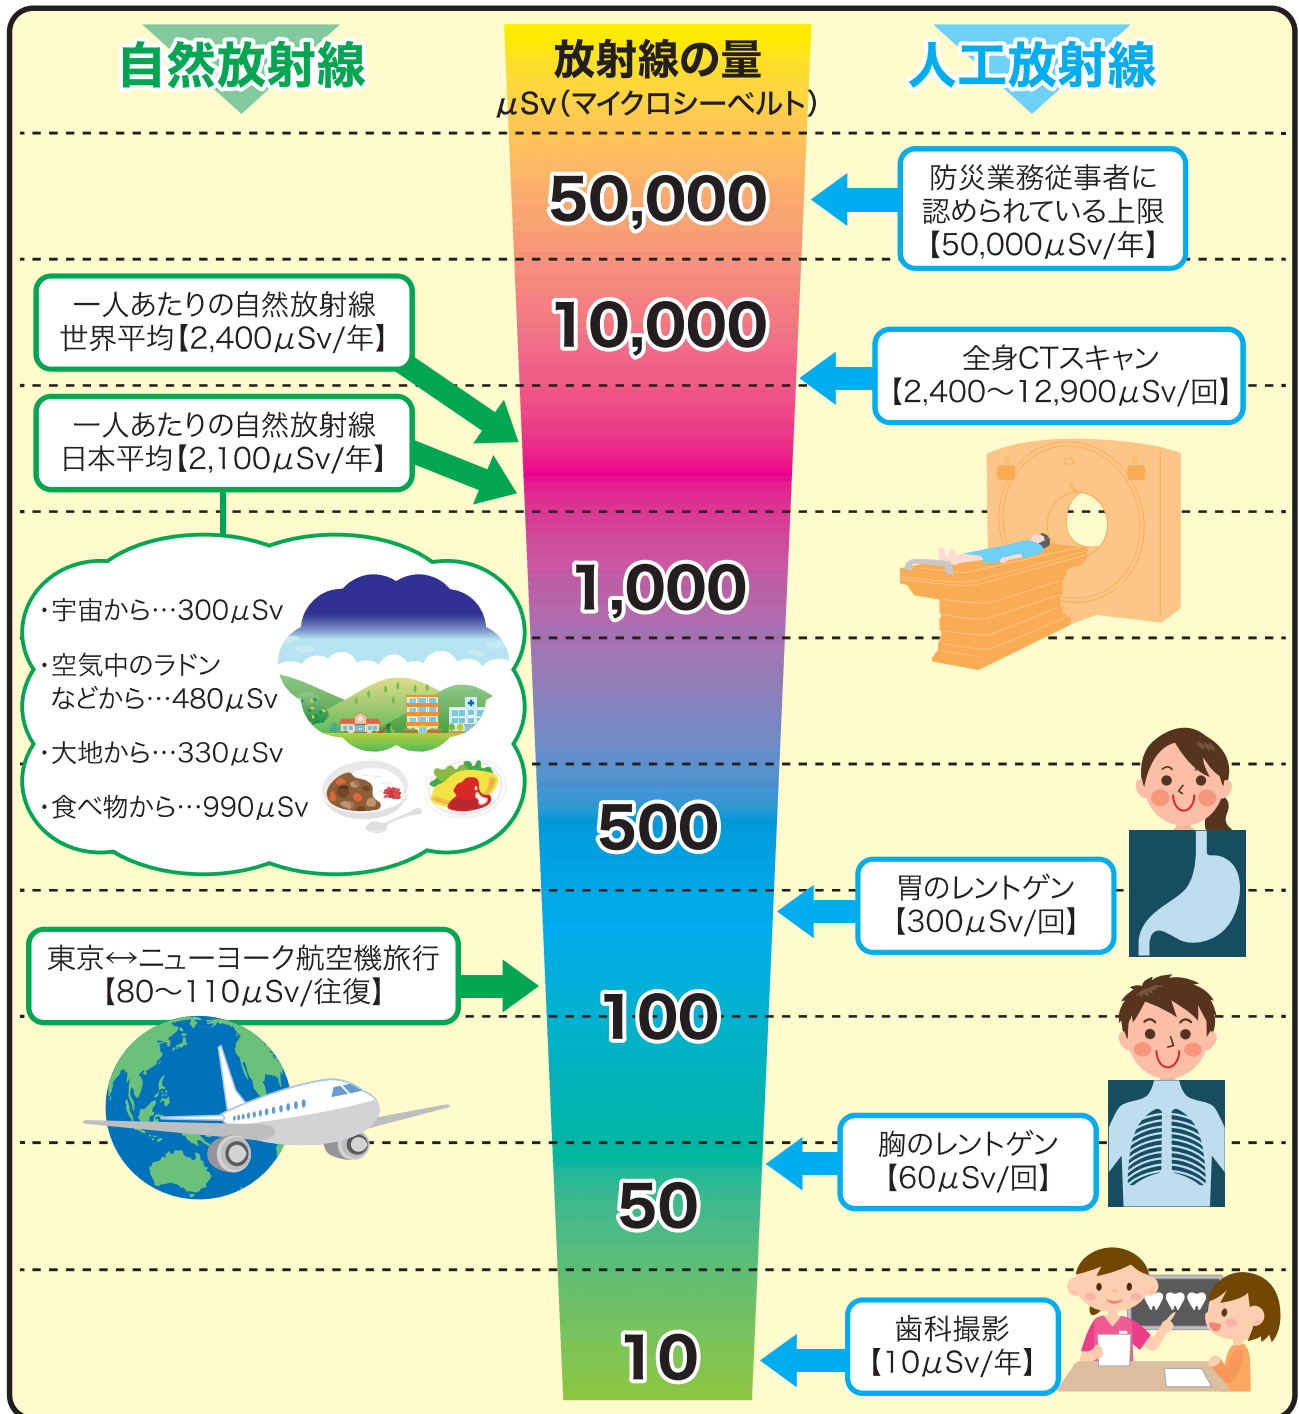 自然放射線
放射線の量
μSv(マイクロシーベルト)
人工放射線
50,000
防災業務従事者に
認められている上限
【50,000μSv/年】
一人あたりの自然放射線
世界平均【2,400μSv/年】
10,000
全身CTスキャン
【2,400〜12,900μSv/回】
一人あたりの自然放射線
日本平均【2,100μSv/年】
・宇宙から…300μSv
・空気中のラドン
などから…480μSv
・大地から…330μSv
・食べ物から…990μSv
1,000
500
胃のレントゲン
【300μSv/回】
東京↔ニューヨーク航空機旅行
【80〜110μSv/往復】
100
胸のレントゲン
【60μSv/回】
50
歯科撮影
【10μSv/年】
10